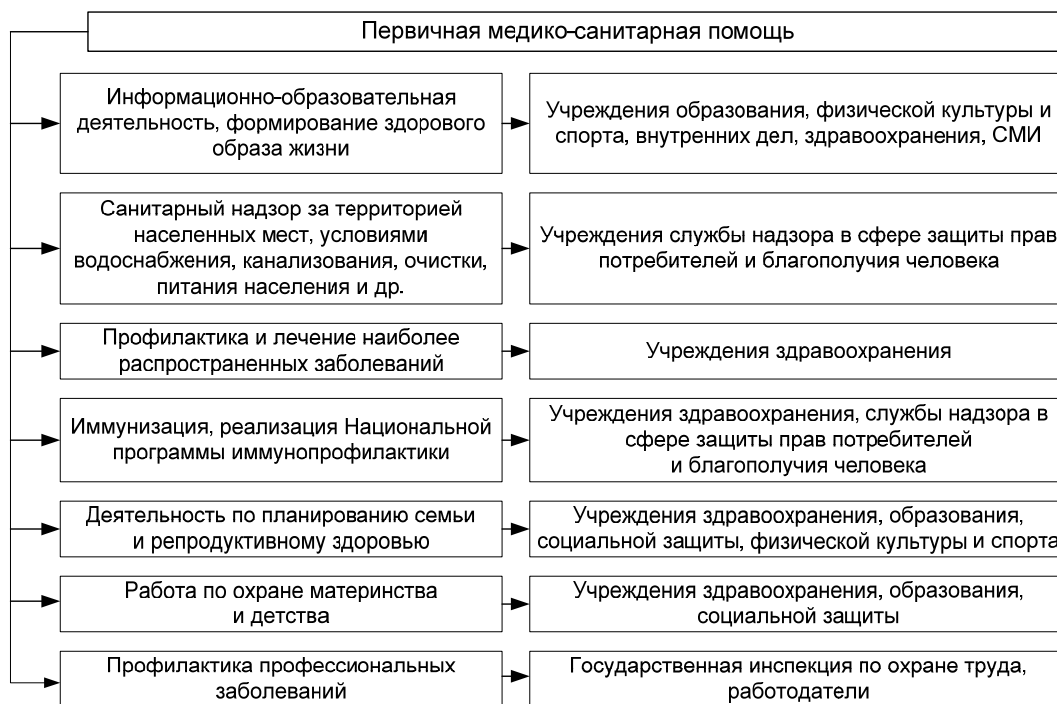 Первичная медико-санитарная помощь
Информационно-образовательная
деятельность, формирование здорового
образа жизни
Учреждения образования, физической культуры и
спорта, внутренних дел, здравоохранения, СМИ
Санитарный надзор за территорией
населенных мест, условиями
водоснабжения, канализования, очистки,
питания населения и др.
Учреждения службы надзора в сфере защиты прав
потребителей и благополучия человека
Профилактика и лечение наиболее
распространенных заболеваний
Учреждения здравоохранения
Иммунизация, реализация Национальной
программы иммунопрофилактики
Учреждения здравоохранения, службы надзора в
сфере защиты прав потребителей
и благополучия человека
Деятельность по планированию семьи
и репродуктивному здоровью
Учреждения здравоохранения, образования,
социальной защиты, физической культуры и спорта
Работа по охране материнства
и детства
Учреждения здравоохранения, образования,
социальной защиты
Профилактика профессиональных
заболеваний
Государственная инспекция по охране труда,
работодатели